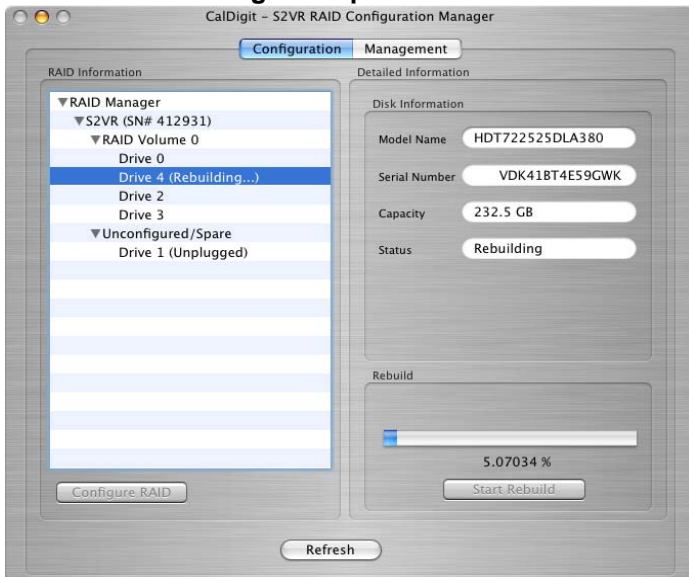 CalDigit – S2VR RAID Configuration Manager
Configuration Management
RAID Information
▼RAID Manager
▼S2VR (SN# 412931)
▼RAID Volume 0
Drive 0
Drive 4 (Rebuilding...)
Drive 2
Drive 3
▼Unconfigured/Spare
Drive 1 (Unplugged)
Configure RAID
Detailed Information
Disk Information
Model Name HDT722525DLA380
Serial Number VDK41BT4E59GWK
Capacity 232.5 GB
Status Rebuilding
Rebuild
5.07034 %
Start Rebuild
Refresh